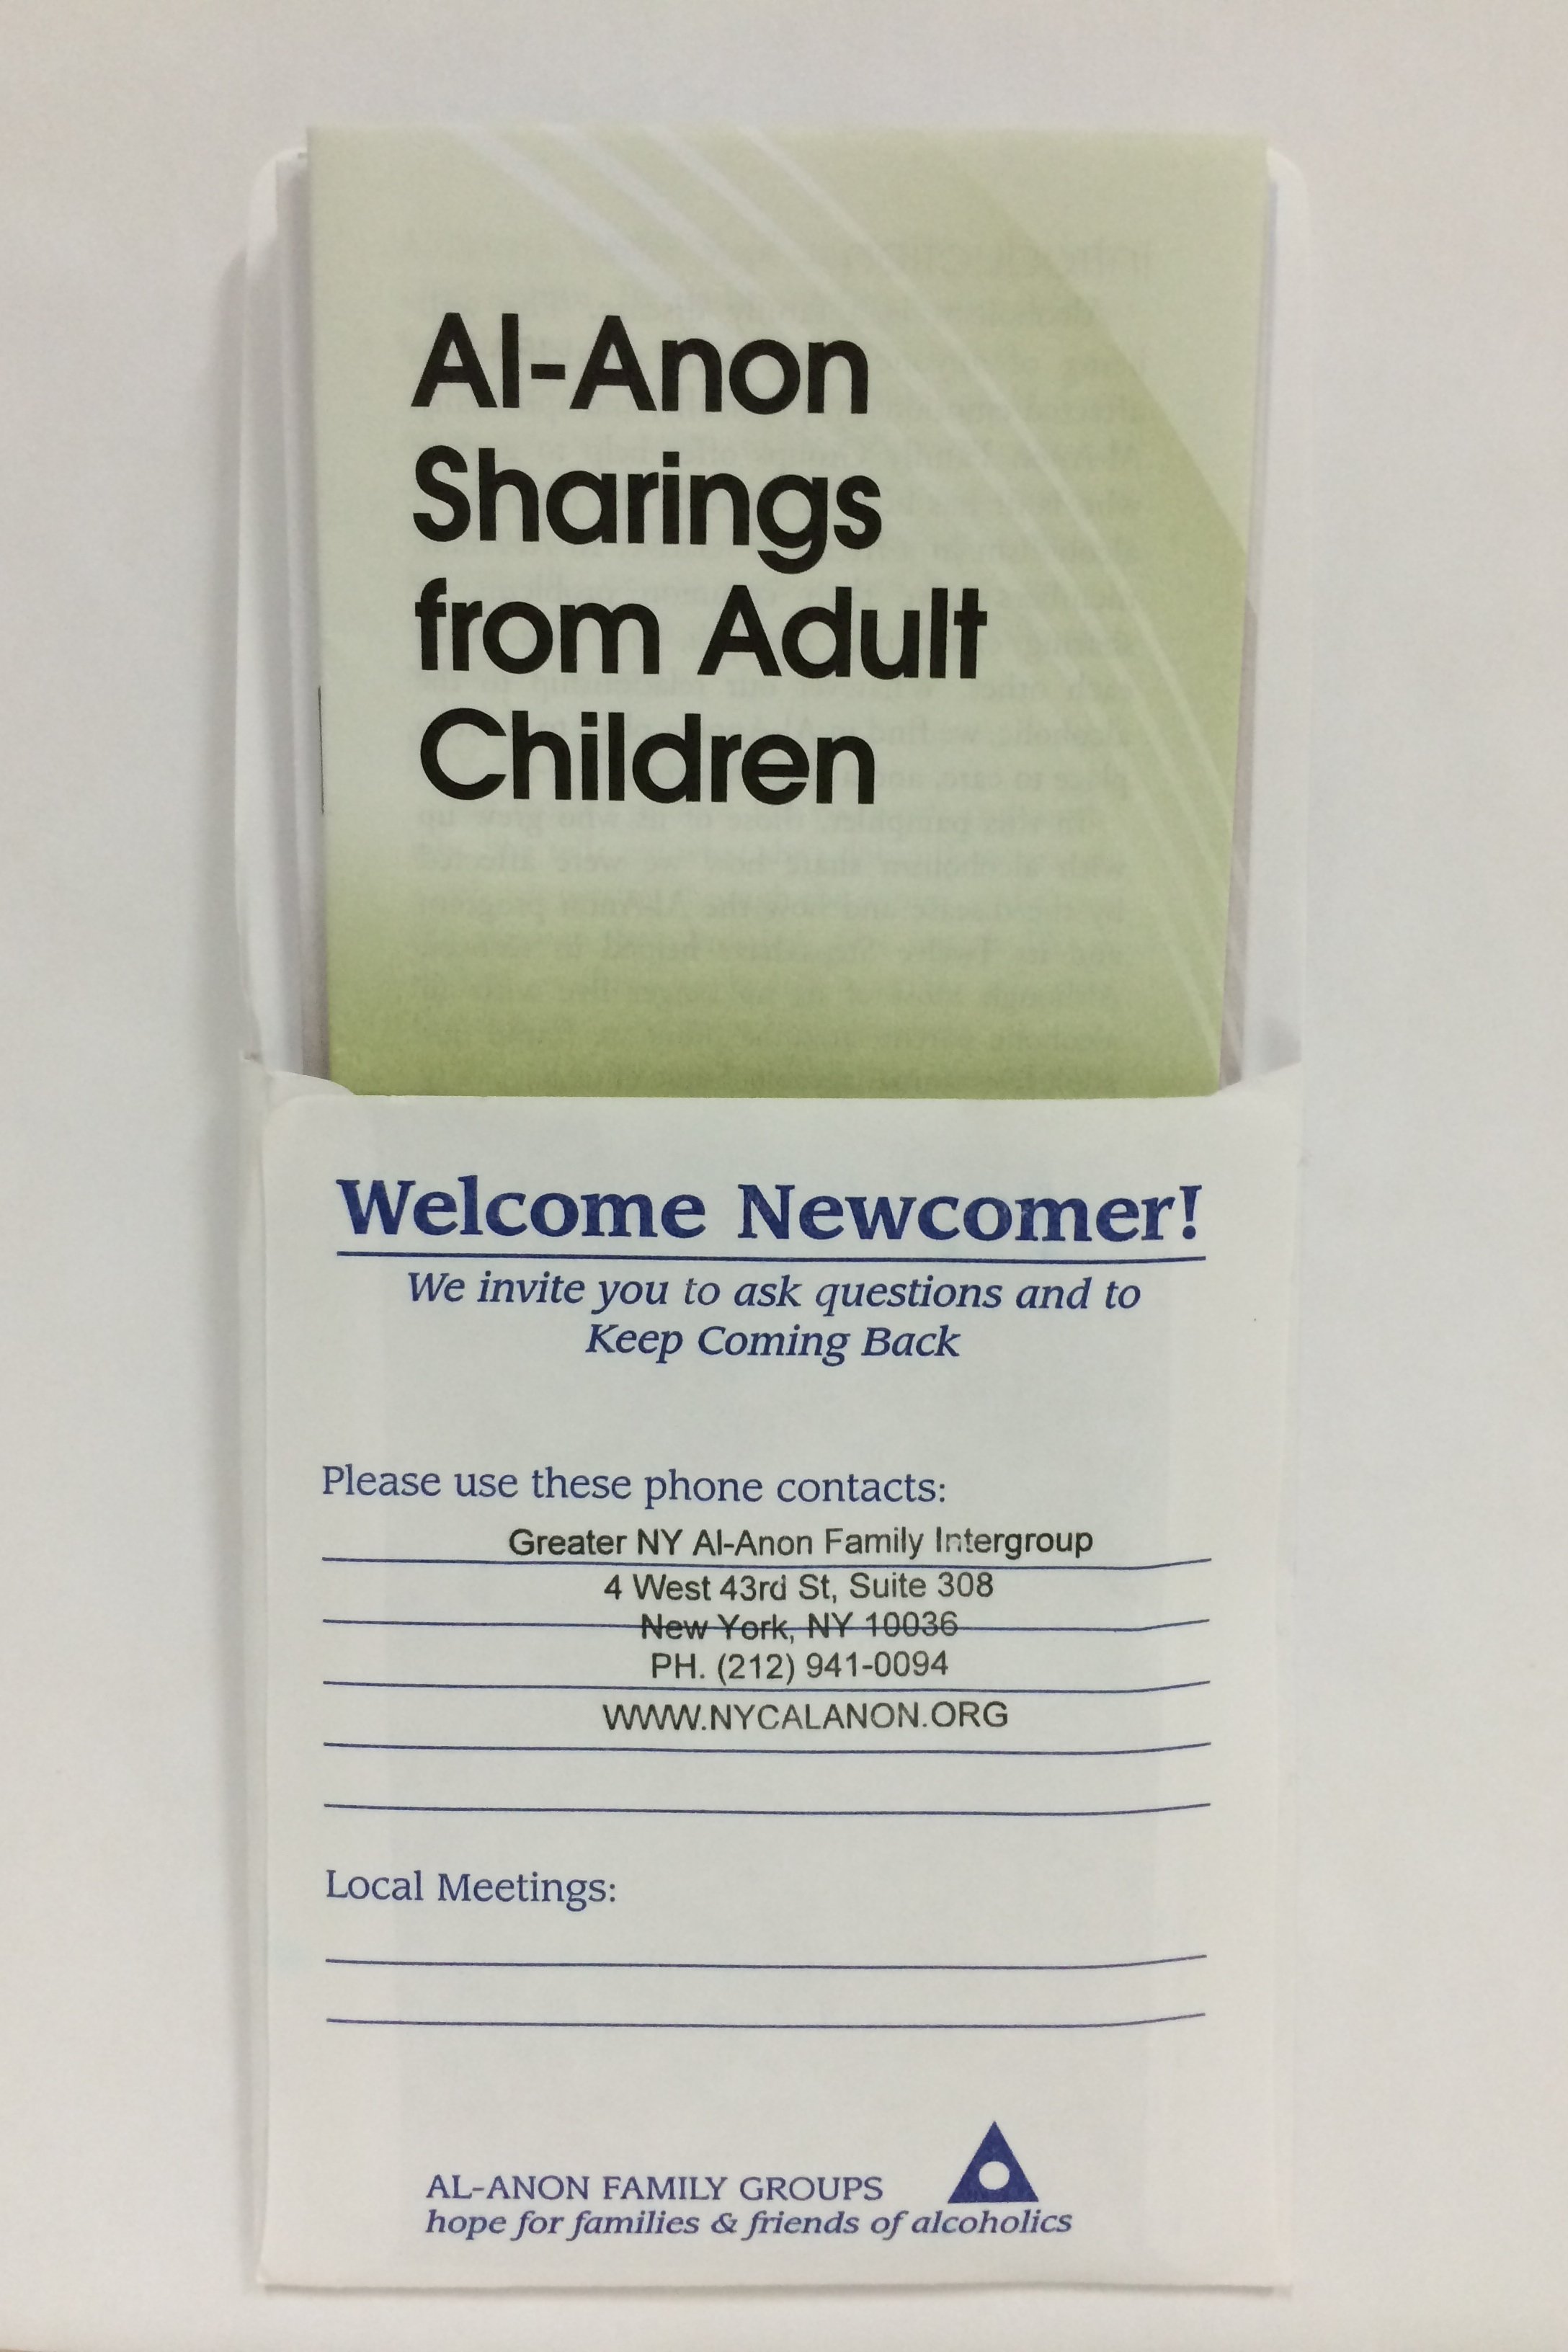 Al-Anon
Sharings
from Adult
Children
Welcome Newcomer!
We invite you to ask questions and to
Keep Coming Back
Please use these phone contacts:
Greater NY Al-Anon Family Intergroup
4 West 43rd St, Suite 308
New York, NY 10036
PH. (212) 941-0094
WWW.NYCALANON.ORG
Local Meetings:
AL-ANON FAMILY GROUPS
hope for families & friends of alcoholics